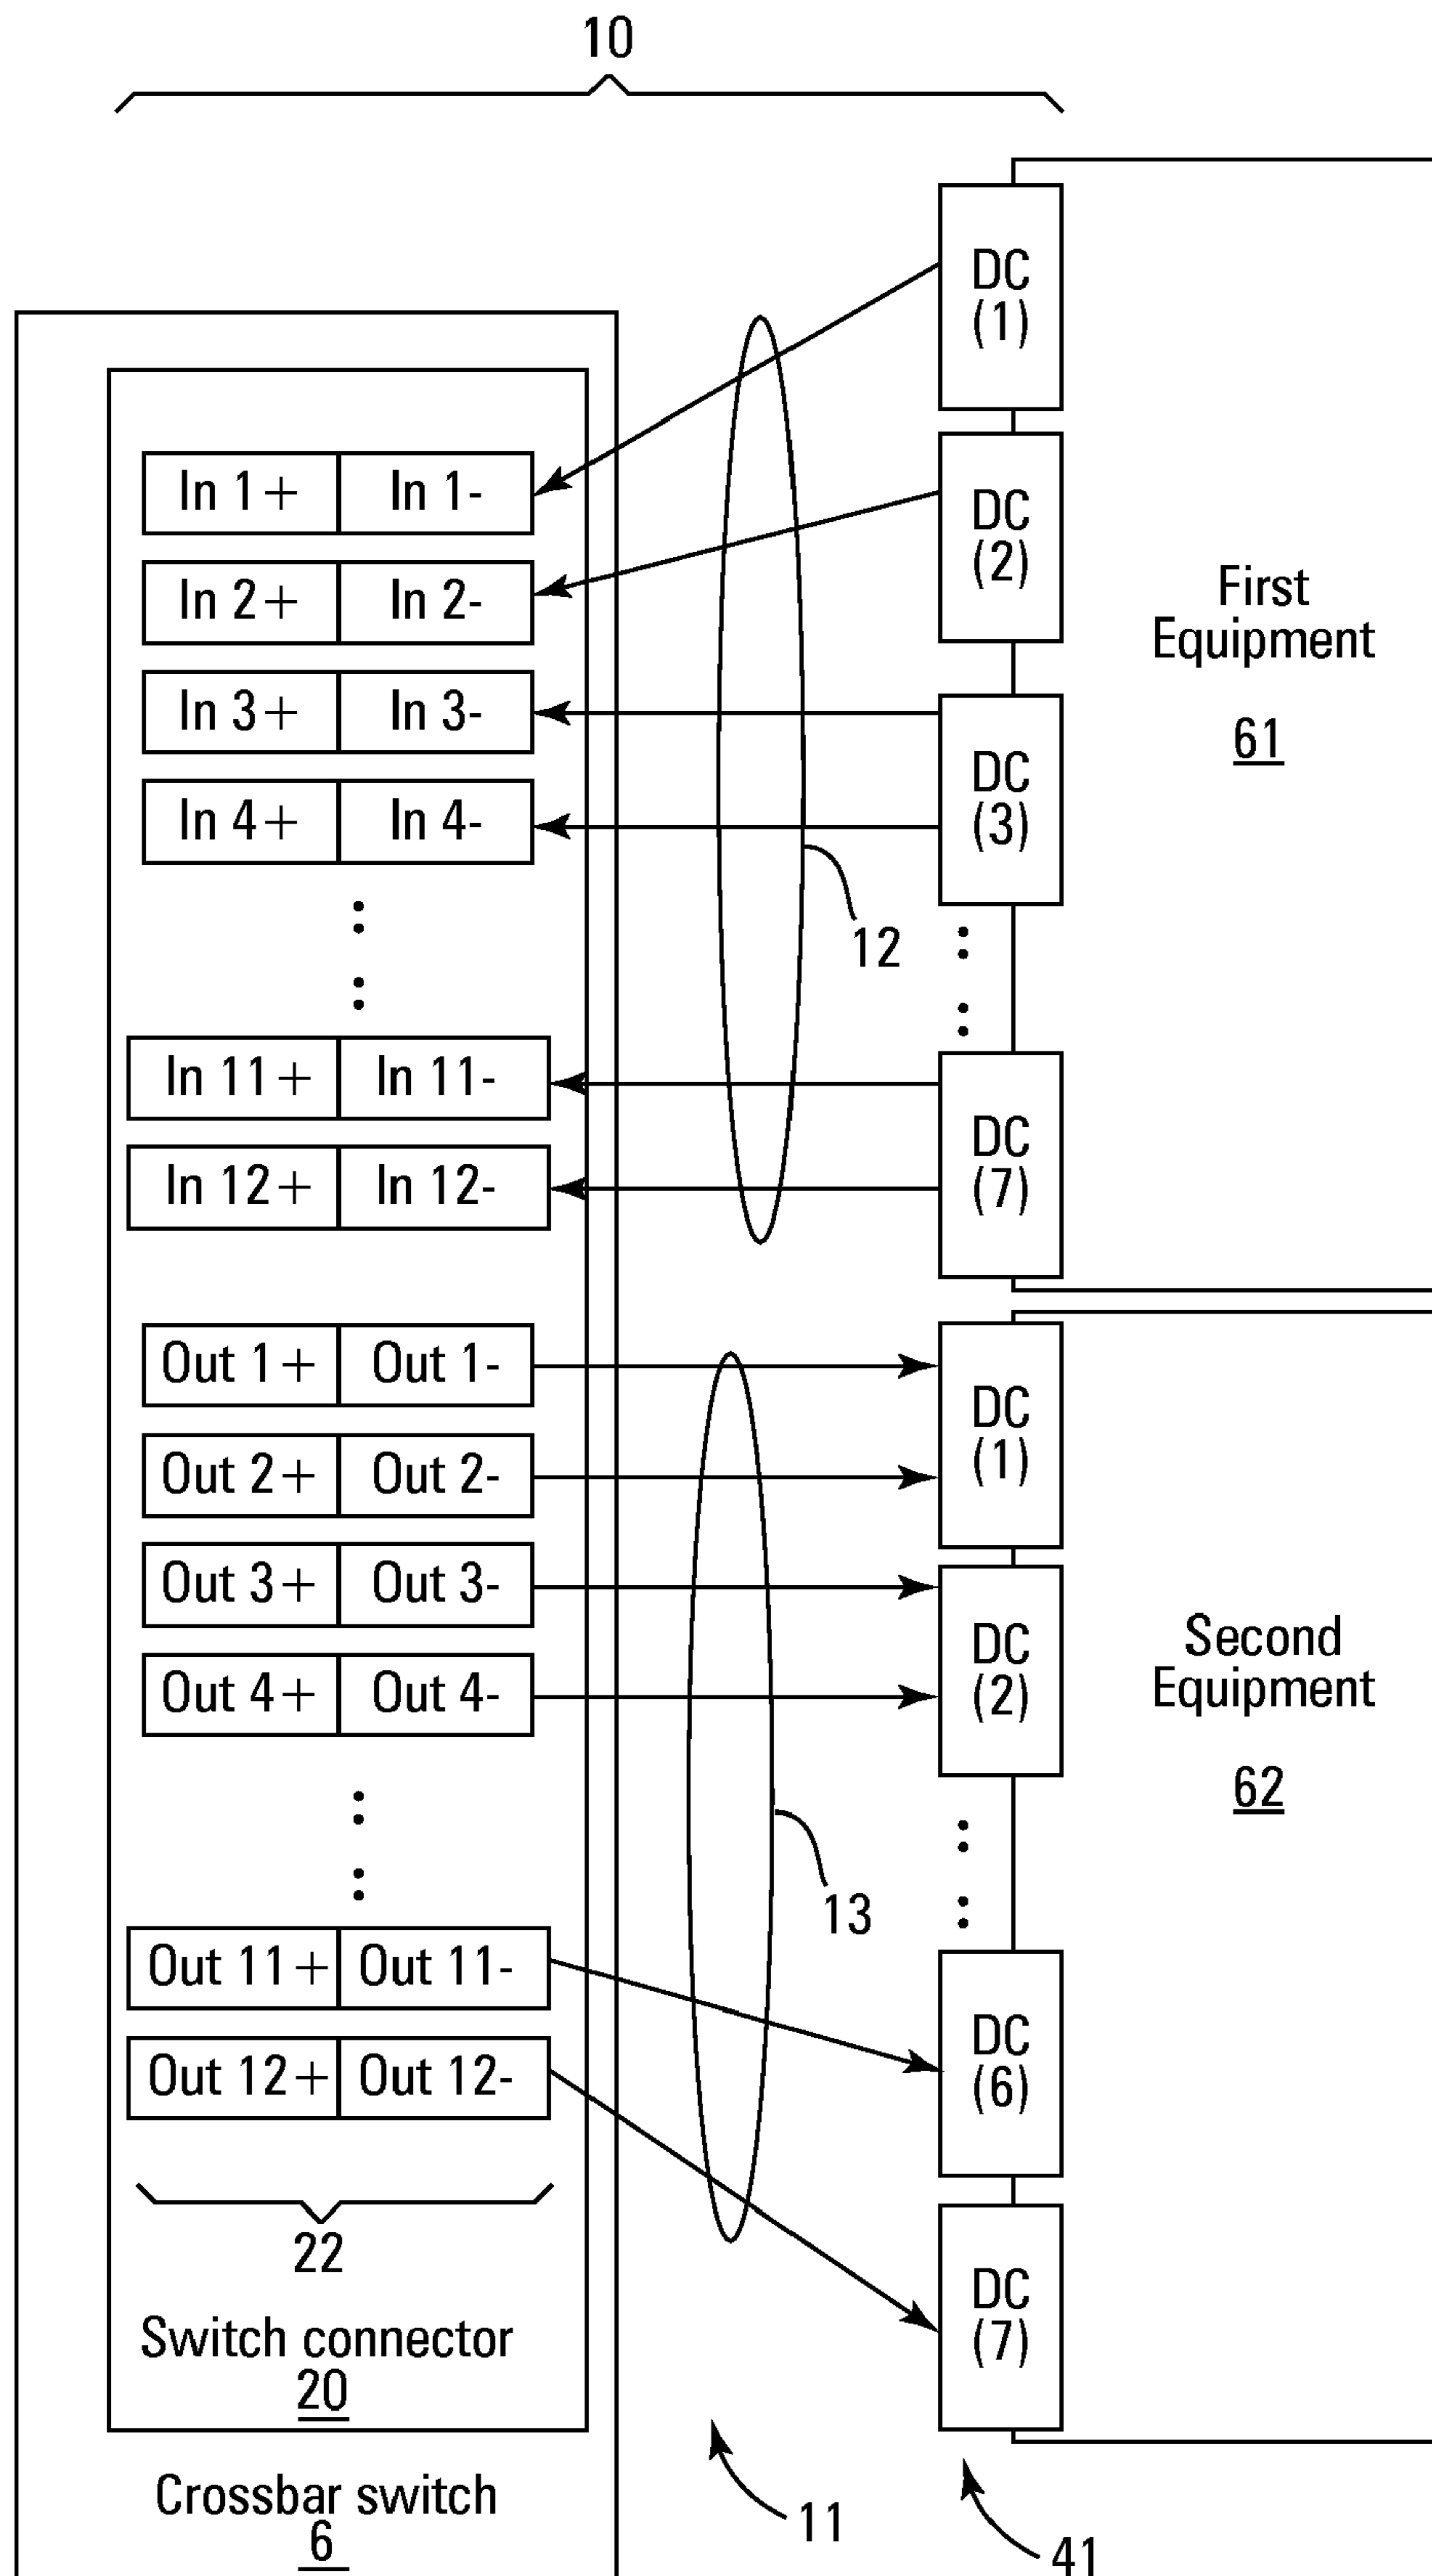 10
DC
(1)
In 1+ In 1-
DC
(2)
In 2+ In 2-
First
Equipment
61
In 3+ In 3-
DC
(3)
In 4+ In 4-
12
In 11+ In 11-
DC
(7)
In 12+ In 12-
Out 1+ Out 1-
DC
(1)
Out 2+ Out 2-
Out 3+ Out 3-
DC
(2)
Out 4+ Out 4-
Second
Equipment
62
13
Out 11+ Out 11-
DC
(6)
Out 12+ Out 12-
22
DC
(7)
Switch connector
20
Crossbar switch
6
11
41